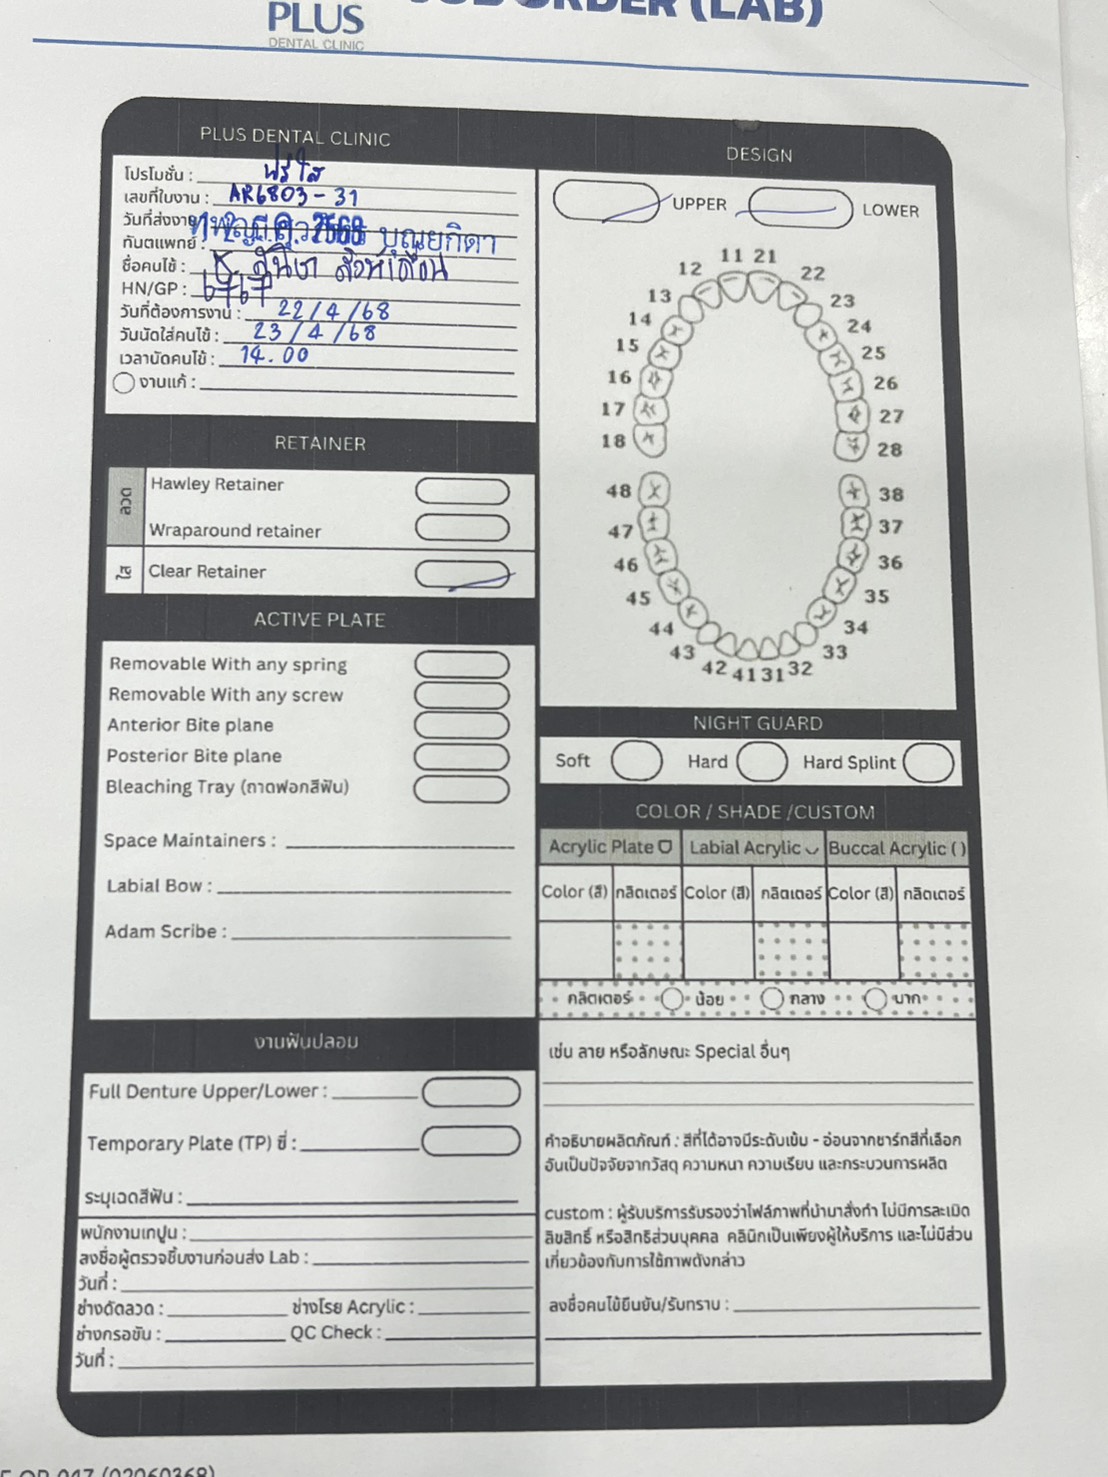 ORDER (LAB)
PLUS
DENTAL CLINIC
PLUS DENTAL CLINIC
โปรโมชั่น : ฟรีใส
เลขที่ใบงาน : AR6803-31
วันที่ส่งงาน
ทันตแพทย์ : บุณยกิดา
ชื่อคนไข้ : K.
HN/GP : 6767
วันที่ต้องการงาน : 22/4/68
วันนัดใส่คนไข้ : 23/4/68
เวลานัดคนไข้ : 14.00
งานแก้ :
RETAINER
ลวด
Hawley Retainer
Wraparound retainer
ใส
Clear Retainer
ACTIVE PLATE
Removable With any spring
Removable With any screw
Anterior Bite plane
Posterior Bite plane
Bleaching Tray (ถาดฟอกสีฟัน)
Space Maintainers :
Labial Bow :
Adam Scribe :
งานฟันปลอม
Full Denture Upper/Lower :
Temporary Plate (TP) ซี่ :
ระบุเฉดสีฟัน :
พนักงานเทปูน :
ลงชื่อผู้ตรวจชิ้นงานก่อนส่ง Lab :
วันที่ :
ช่างดัดลวด : ช่างโรย Acrylic :
ช่างกรอขัน : QC Check :
วันที่ :
DESIGN
UPPER LOWER
11 21
12 22
13 23
14 24
15 25
16 26
17 27
18 28
48 38
47 37
46 36
45 35
44 34
43 33
42 41 31 32
NIGHT GUARD
Soft Hard Hard Splint
COLOR / SHADE /CUSTOM
Acrylic Plate Labial Acrylic Buccal Acrylic ( )
Color (สี) กลิตเตอร์ Color (สี) กลิตเตอร์ Color (สี) กลิตเตอร์
กลิตเตอร์ น้อย กลาง มาก
เช่น ลาย หรือลักษณะ Special อื่นๆ
คำอธิบายผลิตภัณฑ์ : สีที่ได้อาจมีระดับเข้ม - อ่อนจากชาร์กสีที่เลือก
อันเป็นปัจจัยจากวัสดุ ความหนา ความเรียบ และกระบวนการผลิต
custom : ผู้รับบริการรับรองว่าไฟล์ภาพที่นำมาสั่งทำ ไม่มีการละเมิด
ลิขสิทธิ์ หรือสิทธิส่วนบุคคล คลินิกเป็นเพียงผู้ให้บริการ และไม่มีส่วน
เกี่ยวข้องกับการใช้ภาพดังกล่าว
ลงชื่อคนไข้ยืนยัน/รับทราบ :